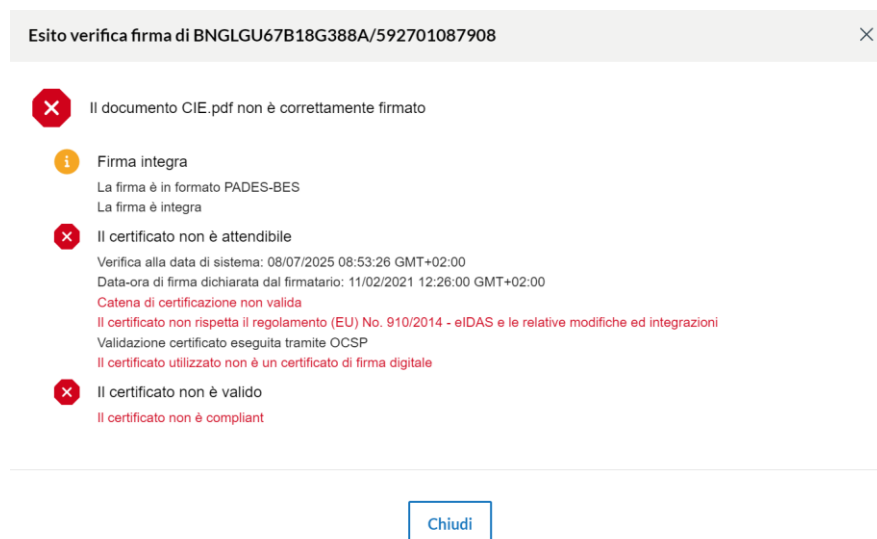 Esito verifica firma di BNGLGU67B18G388A/592701087908
Il documento CIE.pdf non è correttamente firmato
Firma integra
La firma è in formato PADES-BES
La firma è integra
Il certificato non è attendibile
Verifica alla data di sistema: 08/07/2025 08:53:26 GMT+02:00
Data-ora di firma dichiarata dal firmatario: 11/02/2021 12:26:00 GMT+02:00
Catena di certificazione non valida
Il certificato non rispetta il regolamento (EU) No. 910/2014 - eIDAS e le relative modifiche ed integrazioni
Validazione certificato eseguita tramite OCSP
Il certificato utilizzato non è un certificato di firma digitale
Il certificato non è valido
Il certificato non è compliant
Chiudi